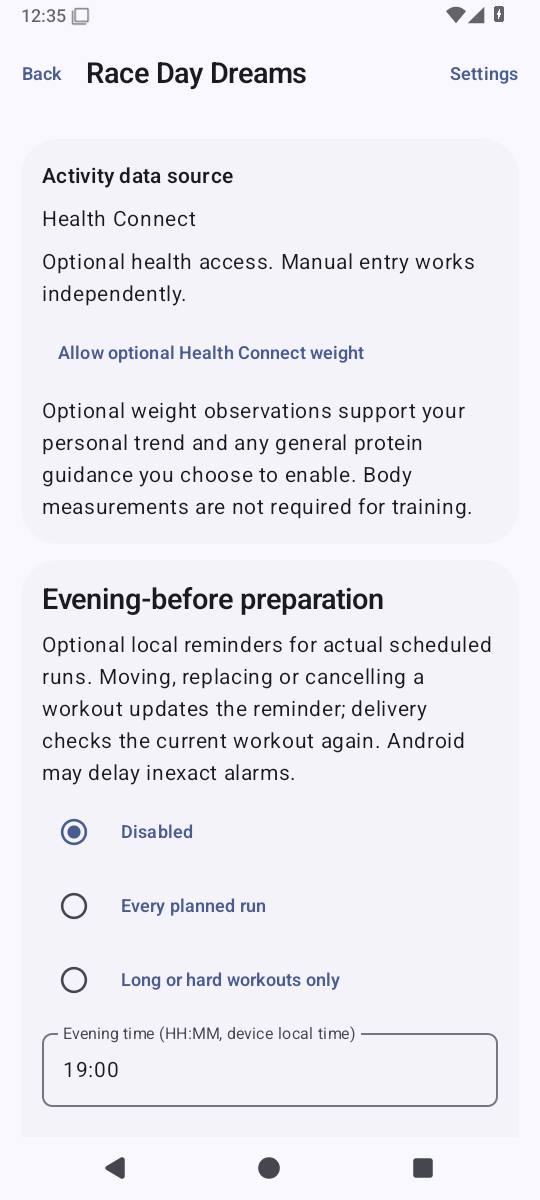 12:35
Back Race Day Dreams Settings
Activity data source
Health Connect
Optional health access. Manual entry works
independently.
Allow optional Health Connect weight
Optional weight observations support your
personal trend and any general protein
guidance you choose to enable. Body
measurements are not required for training.
Evening-before preparation
Optional local reminders for actual scheduled
runs. Moving, replacing or cancelling a
workout updates the reminder; delivery
checks the current workout again. Android
may delay inexact alarms.
Disabled
Every planned run
Long or hard workouts only
Evening time (HH:MM, device local time)
19:00